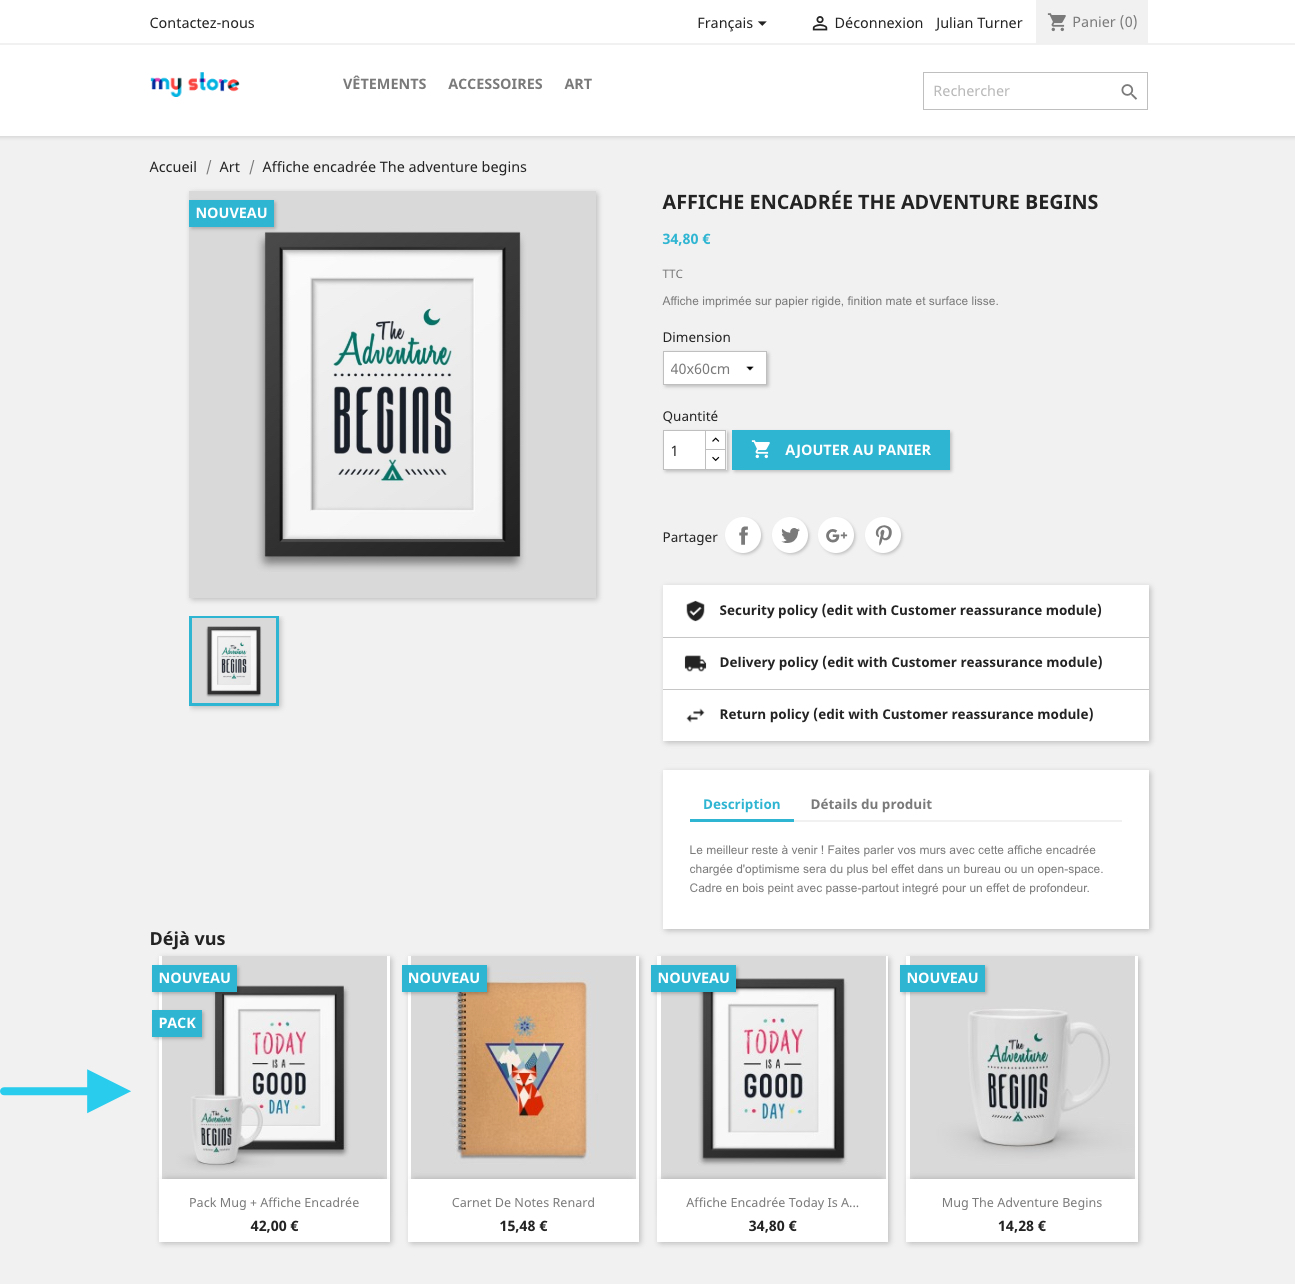 Contactez-nous
Français
Déconnexion
Julian Turner
Panier (0)
my store
VÊTEMENTS
ACCESSOIRES
ART
Rechercher
Accueil / Art / Affiche encadrée The adventure begins
NOUVEAU
The
Adventure
BEGINS
The
Adventure
BEGINS
AFFICHE ENCADRÉE THE ADVENTURE BEGINS
34,80 €
TTC
Affiche imprimée sur papier rigide, finition mate et surface lisse.
Dimension
40x60cm
Quantité
1
AJOUTER AU PANIER
Partager
Security policy (edit with Customer reassurance module)
Delivery policy (edit with Customer reassurance module)
Return policy (edit with Customer reassurance module)
Description
Détails du produit
Le meilleur reste à venir ! Faites parler vos murs avec cette affiche encadrée
chargée d'optimisme sera du plus bel effet dans un bureau ou un open-space.
Cadre en bois peint avec passe-partout integré pour un effet de profondeur.
Déjà vus
NOUVEAU
PACK
TODAY
IS A
GOOD
DAY
The
Adventure
BEGINS
Pack Mug + Affiche Encadrée
42,00 €
NOUVEAU
Carnet De Notes Renard
15,48 €
NOUVEAU
TODAY
IS A
GOOD
DAY
Affiche Encadrée Today Is A...
34,80 €
NOUVEAU
The
Adventure
BEGINS
Mug The Adventure Begins
14,28 €